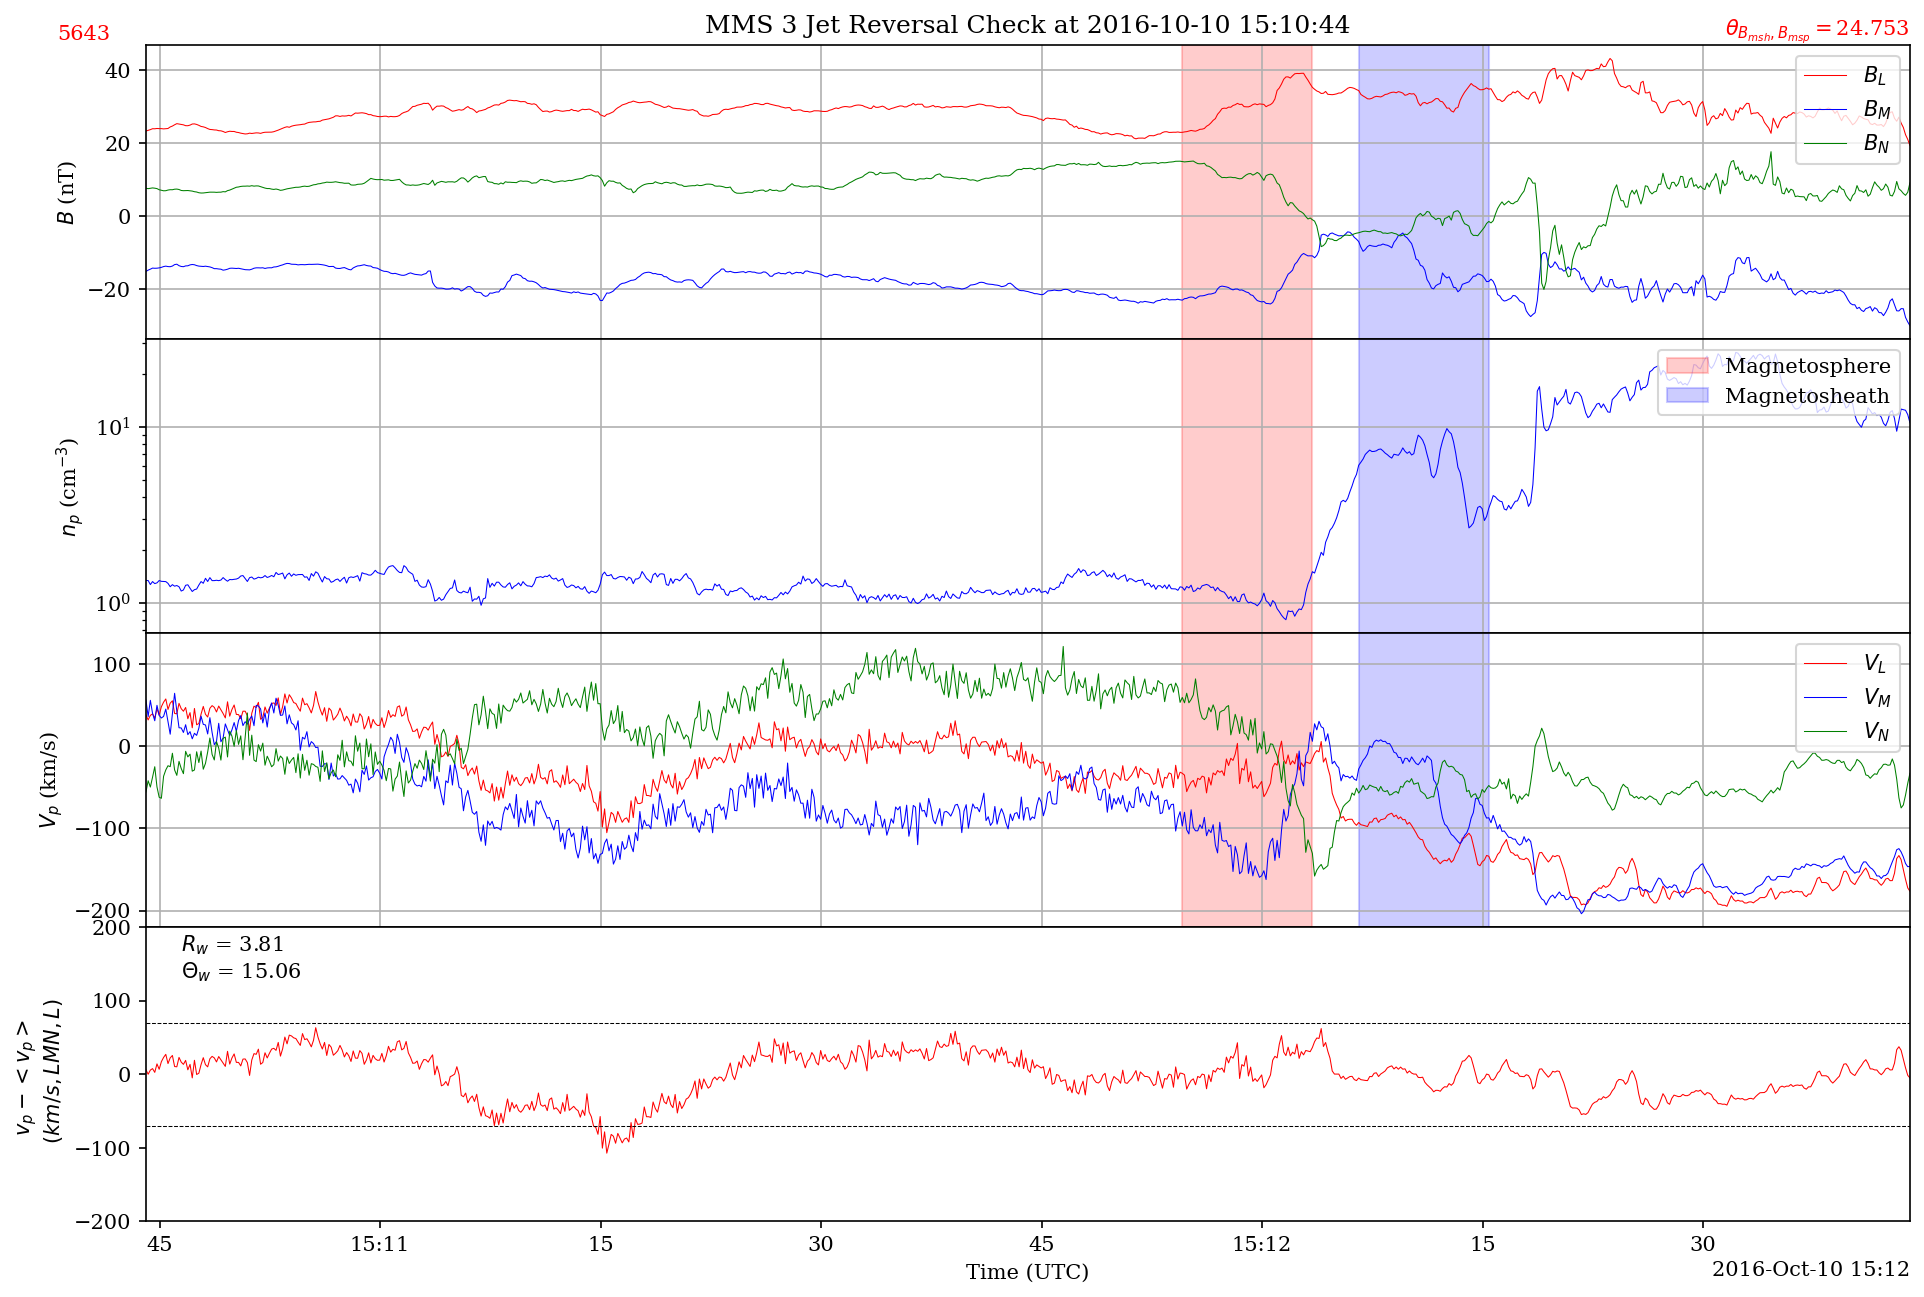 MMS 3 Jet Reversal Check at 2016-10-10 15:10:44
5643
θ_{B_{msh}, B_{msp}} = 24.753
40
20
0
−20
B (nT)
B_L
B_M
B_N
10^1
10^0
n_p (cm^{−3})
Magnetosphere
Magnetosheath
100
0
−100
−200
V_p (km/s)
V_L
V_M
V_N
200
100
0
−100
−200
v_p − <v_p>
(km/s, LMN, L)
R_w = 3.81
Θ_w = 15.06
45
15:11
15
30
45
15:12
15
30
Time (UTC)
2016-Oct-10 15:12